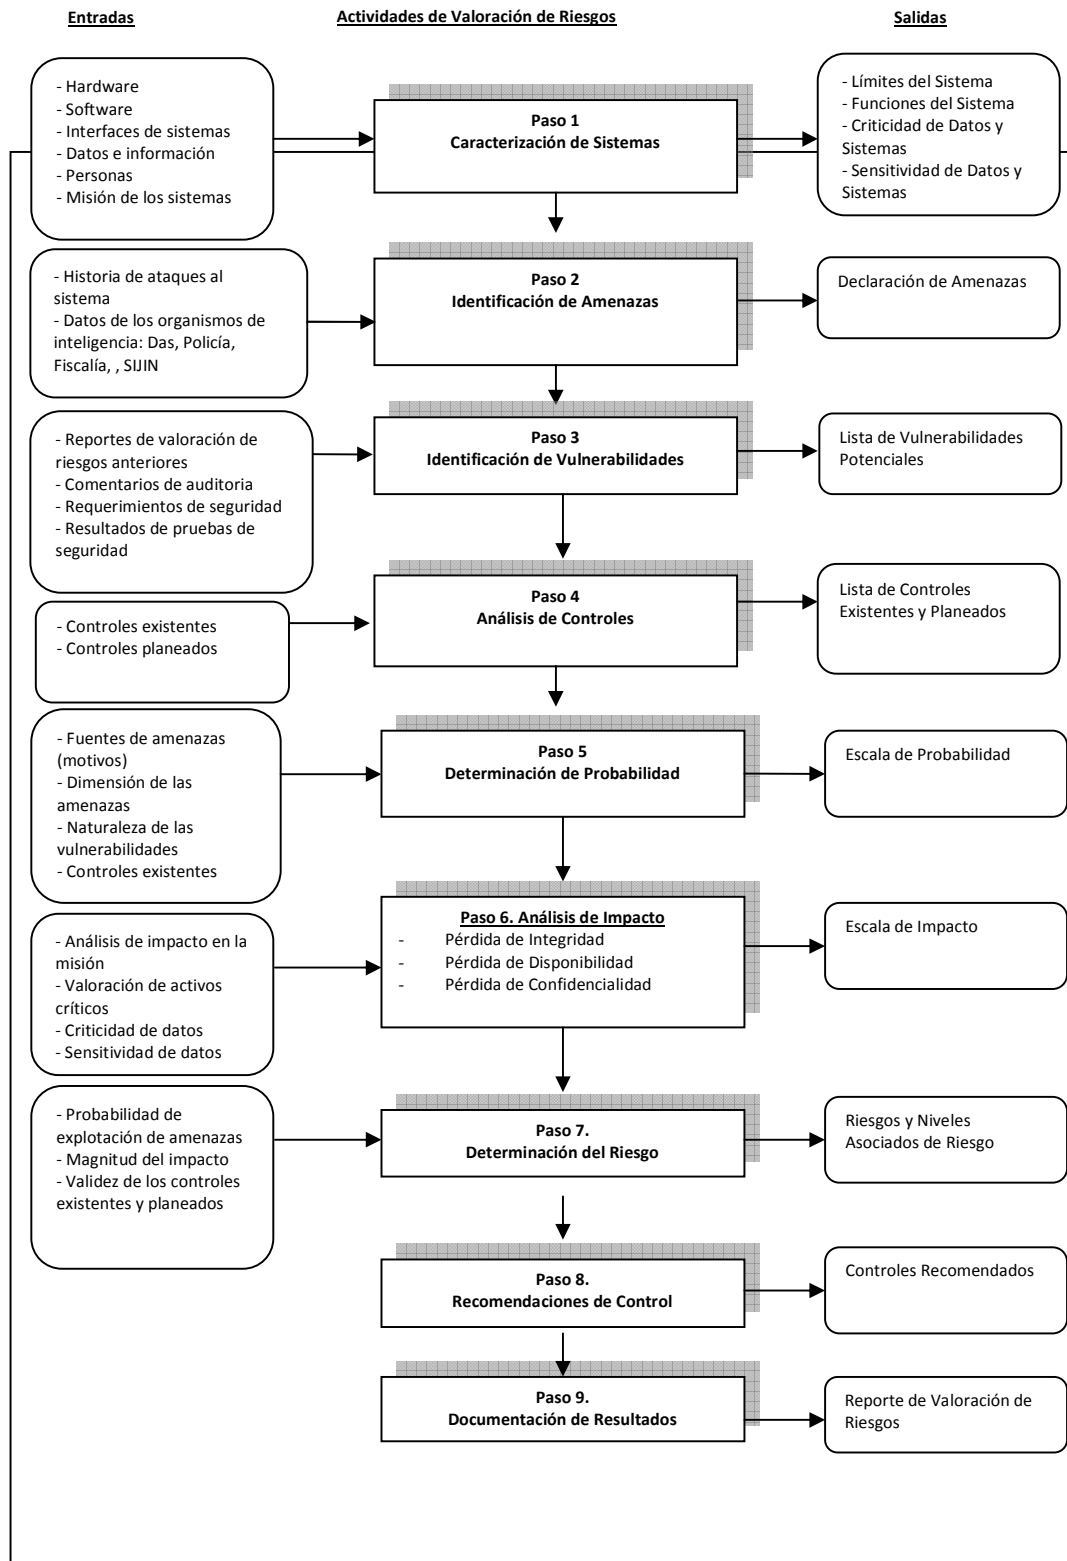 Entradas
Actividades de Valoración de Riesgos
Salidas
- Hardware
- Software
- Interfaces de sistemas
- Datos e información
- Personas
- Misión de los sistemas
Paso 1
Caracterización de Sistemas
- Límites del Sistema
- Funciones del Sistema
- Criticidad de Datos y
Sistemas
- Sensitividad de Datos y
Sistemas
- Historia de ataques al
sistema
- Datos de los organismos de
inteligencia: Das, Policía,
Fiscalía, , SIJIN
Paso 2
Identificación de Amenazas
Declaración de Amenazas
- Reportes de valoración de
riesgos anteriores
- Comentarios de auditoria
- Requerimientos de seguridad
- Resultados de pruebas de
seguridad
Paso 3
Identificación de Vulnerabilidades
Lista de Vulnerabilidades
Potenciales
- Controles existentes
- Controles planeados
Paso 4
Análisis de Controles
Lista de Controles
Existentes y Planeados
- Fuentes de amenazas
(motivos)
- Dimensión de las
amenazas
- Naturaleza de las
vulnerabilidades
- Controles existentes
Paso 5
Determinación de Probabilidad
Escala de Probabilidad
- Análisis de impacto en la
misión
- Valoración de activos
críticos
- Criticidad de datos
- Sensitividad de datos
Paso 6. Análisis de Impacto
- Pérdida de Integridad
- Pérdida de Disponibilidad
- Pérdida de Confidencialidad
Escala de Impacto
- Probabilidad de
explotación de amenazas
- Magnitud del impacto
- Validez de los controles
existentes y planeados
Paso 7.
Determinación del Riesgo
Riesgos y Niveles
Asociados de Riesgo
Paso 8.
Recomendaciones de Control
Controles Recomendados
Paso 9.
Documentación de Resultados
Reporte de Valoración de
Riesgos